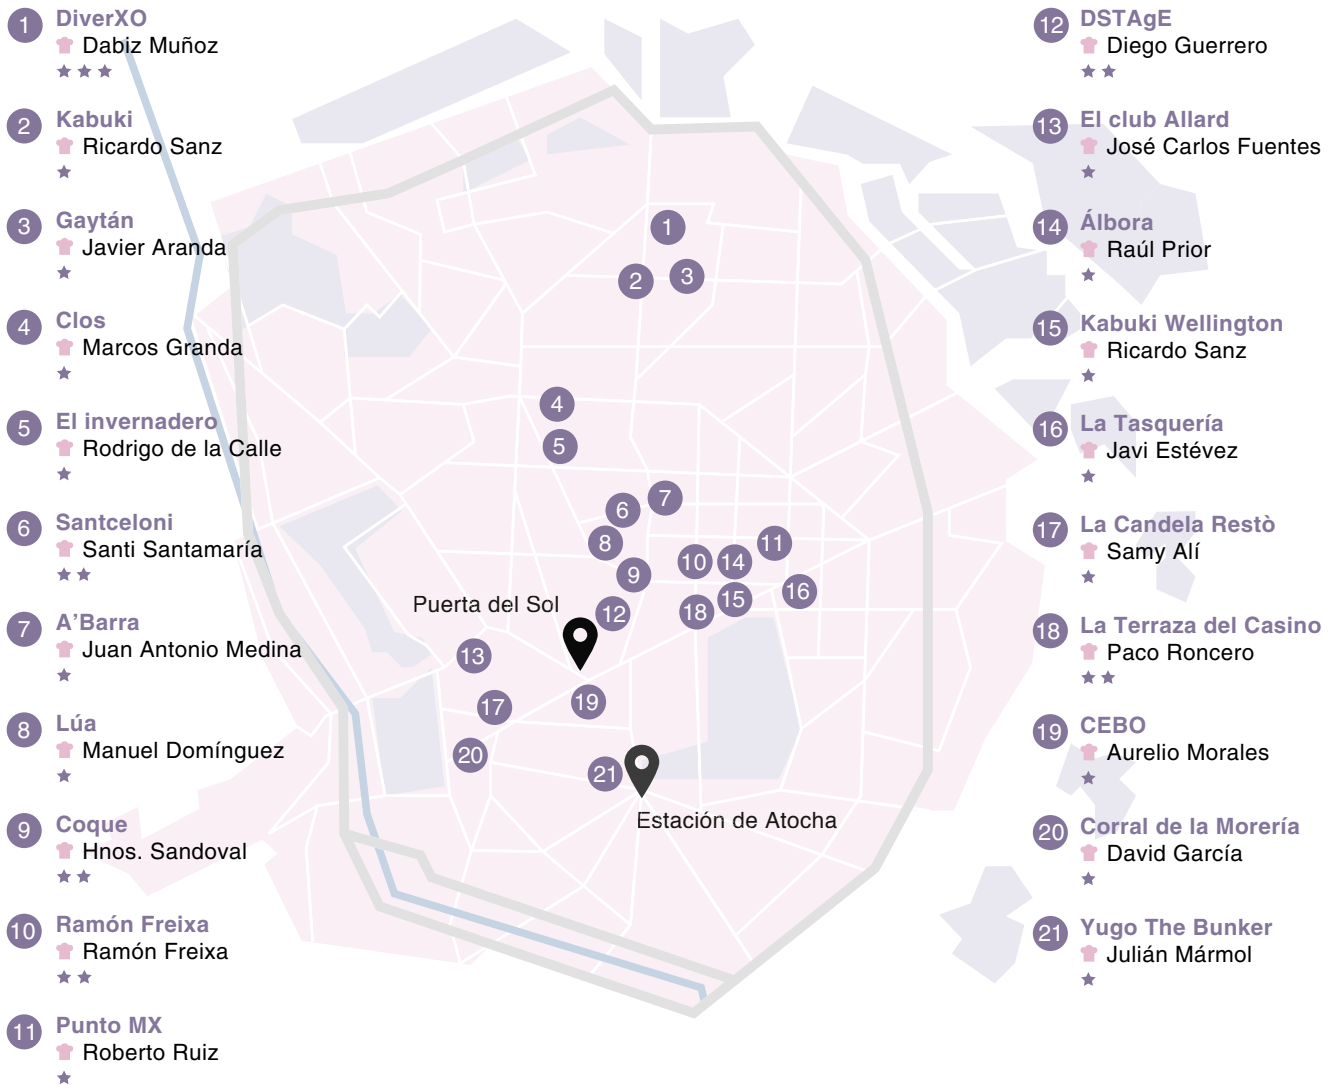 1
DiverXO
Dabiz Muñoz
2
Kabuki
Ricardo Sanz
3
Gaytán
Javier Aranda
4
Clos
Marcos Granda
5
El invernadero
Rodrigo de la Calle
6
Santceloni
Santi Santamaría
7
A'Barra
Juan Antonio Medina
8
Lúa
Manuel Domínguez
9
Coque
Hnos. Sandoval
10
Ramón Freixa
Ramón Freixa
11
Punto MX
Roberto Ruiz
1
2 3
4
5
6 7
8
9
10 14 11
12
18 15 16
Puerta del Sol
13
17
19
20
21
Estación de Atocha
12
DSTAgE
Diego Guerrero
13
El club Allard
José Carlos Fuentes
14
Álbora
Raúl Prior
15
Kabuki Wellington
Ricardo Sanz
16
La Tasquería
Javi Estévez
17
La Candela Restò
Samy Alí
18
La Terraza del Casino
Paco Roncero
19
CEBO
Aurelio Morales
20
Corral de la Morería
David García
21
Yugo The Bunker
Julián Mármol